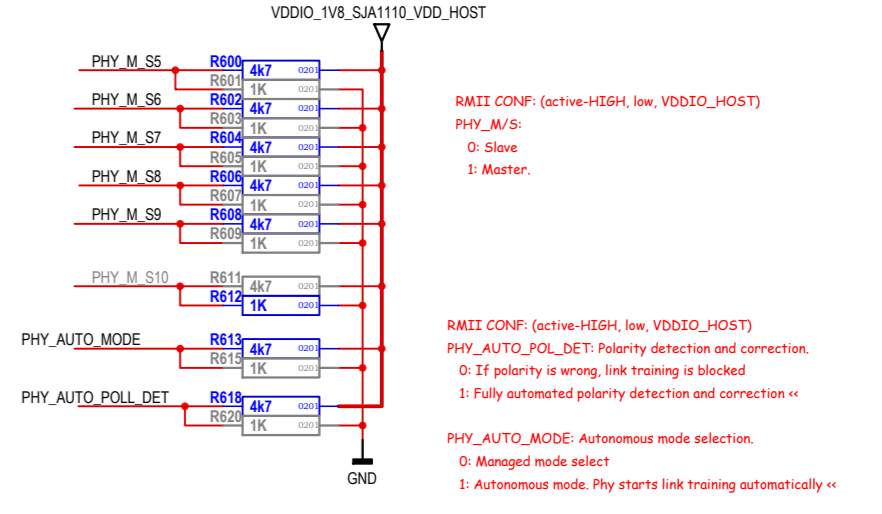 VDDIO_1V8_SJA1110_VDD_HOST
PHY_M_S5
R600
4k7
0201
R601
1K
0201
PHY_M_S6
R602
4k7
0201
R603
1K
0201
PHY_M_S7
R604
4k7
0201
R605
1K
0201
PHY_M_S8
R606
4k7
0201
R607
1K
0201
PHY_M_S9
R608
4k7
0201
R609
1K
0201
PHY_M_S10
R611
4k7
0201
R612
1K
0201
PHY_AUTO_MODE
R613
4k7
0201
R615
1K
0201
PHY_AUTO_POLL_DET
R618
4k7
0201
R620
1K
0201
GND
RMII CONF: (active-HIGH, low, VDDIO_HOST)
PHY_M/S:
0: Slave
1: Master.
RMII CONF: (active-HIGH, low, VDDIO_HOST)
PHY_AUTO_POL_DET: Polarity detection and correction.
0: If polarity is wrong, link training is blocked
1: Fully automated polarity detection and correction <<
PHY_AUTO_MODE: Autonomous mode selection.
0: Managed mode select
1: Autonomous mode. Phy starts link training automatically <<